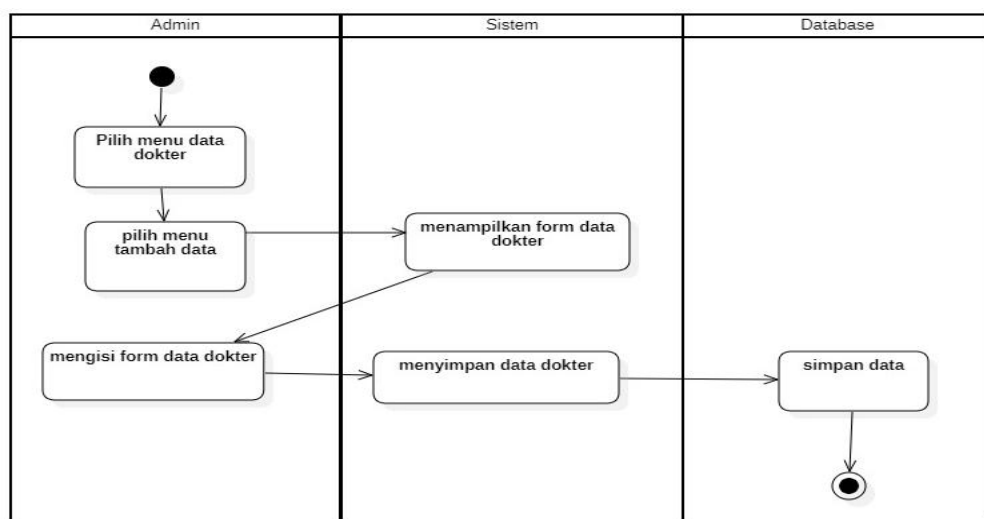 Admin
Sistem
Database
Pilih menu data
dokter
pilih menu
tambah data
menampilkan form data
dokter
mengisi form data dokter
menyimpan data dokter
simpan data